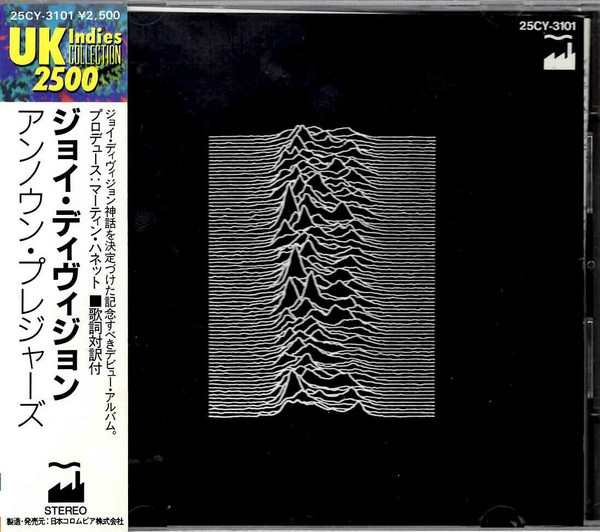 25CY-3101 ¥2,500
UK Indies
COLLECTION
2500
ジョイ・ディヴィジョン神話を決定づけた記念すべきデビュー・アルバム。
プロデュース:マーティン・ハネット ■歌詞対訳付
ジョイ・ディヴィジョン
アンノウン・プレジャーズ
STEREO
製造・発売元:日本コロムビア株式会社
25CY-3101